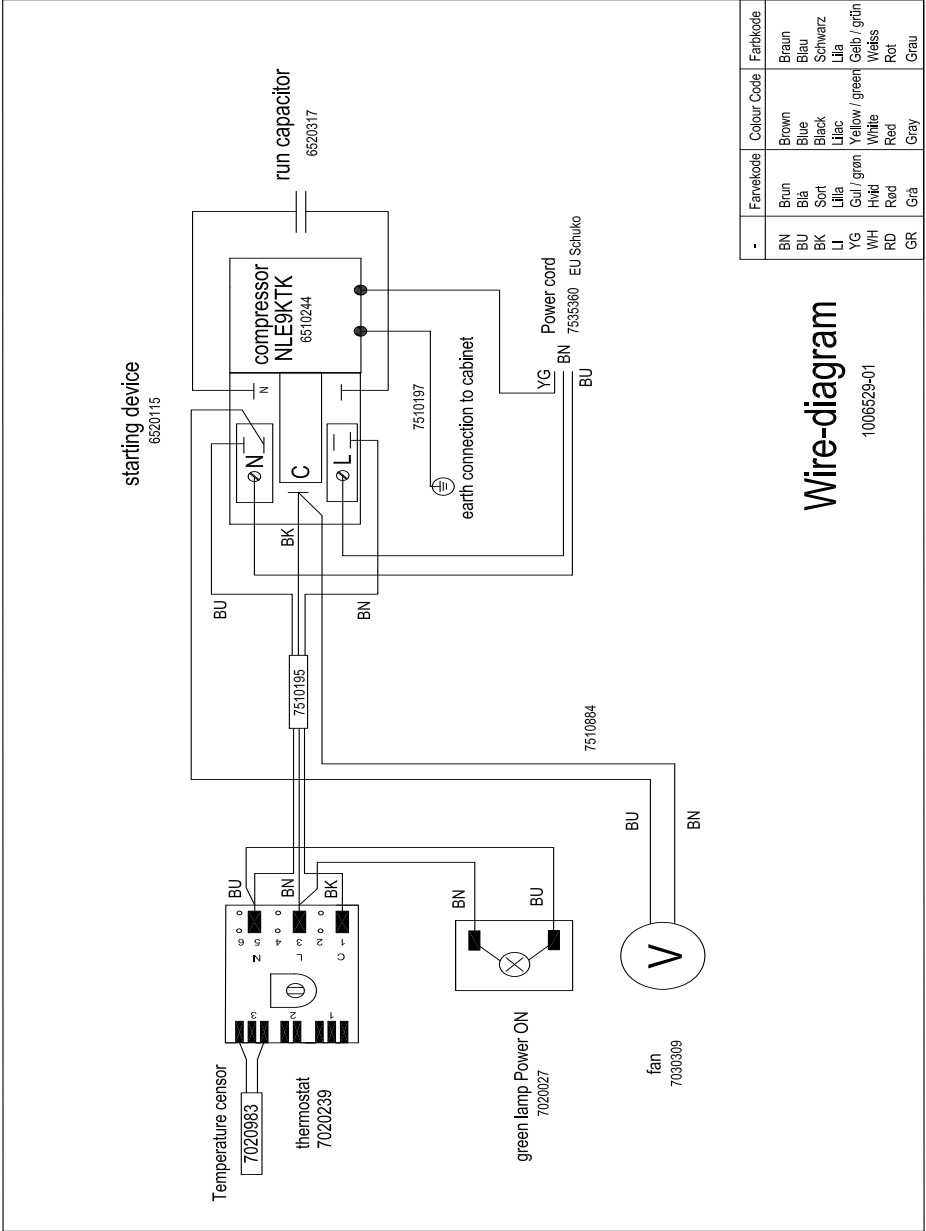 starting device
6520115
run capacitor
6520317
compressor
NLE9KTK
6510244
N
N
C
L
BU
BK
BN
7510195
7510197
earth connection to cabinet
YG
BN
BU
Power cord
7535360 EU Schuko
7510884
Temperature censor
7020983
thermostat
7020239
3
2
1
6
5
4
3
2
1
N
L
C
BU
BN
BK
green lamp Power ON
7020027
BN
BU
fan
7030309
V
BU
BN
Wire-diagram
1006529-01
- Farvekode Colour Code Farbkode
BN Brun Brown Braun
BU Blå Blue Blau
BK Sort Black Schwarz
LI Lilla Lilac Lila
YG Gul / grøn Yellow / green Gelb / grün
WH Hvid White Weiss
RD Rød Red Rot
GR Grå Gray Grau